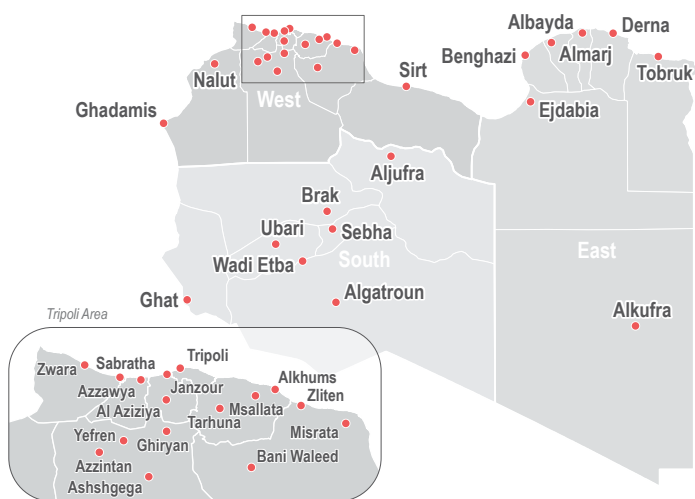 Albayda
Derna
Benghazi
Almarj
Tobruk
Nalut
Sirt
West
Ghadamis
Ejdabia
Aljufra
Brak
Ubari
Sebha
Wadi Etba
South
East
Ghat
Algatroun
Alkufra
Tripoli Area
Zwara
Sabratha
Tripoli
Azzawya
Janzour
Alkhums
Al Aziziya
Msallata
Zliten
Tarhuna
Misrata
Yefren
Ghiryan
Azzintan
Bani Waleed
Ashshgega